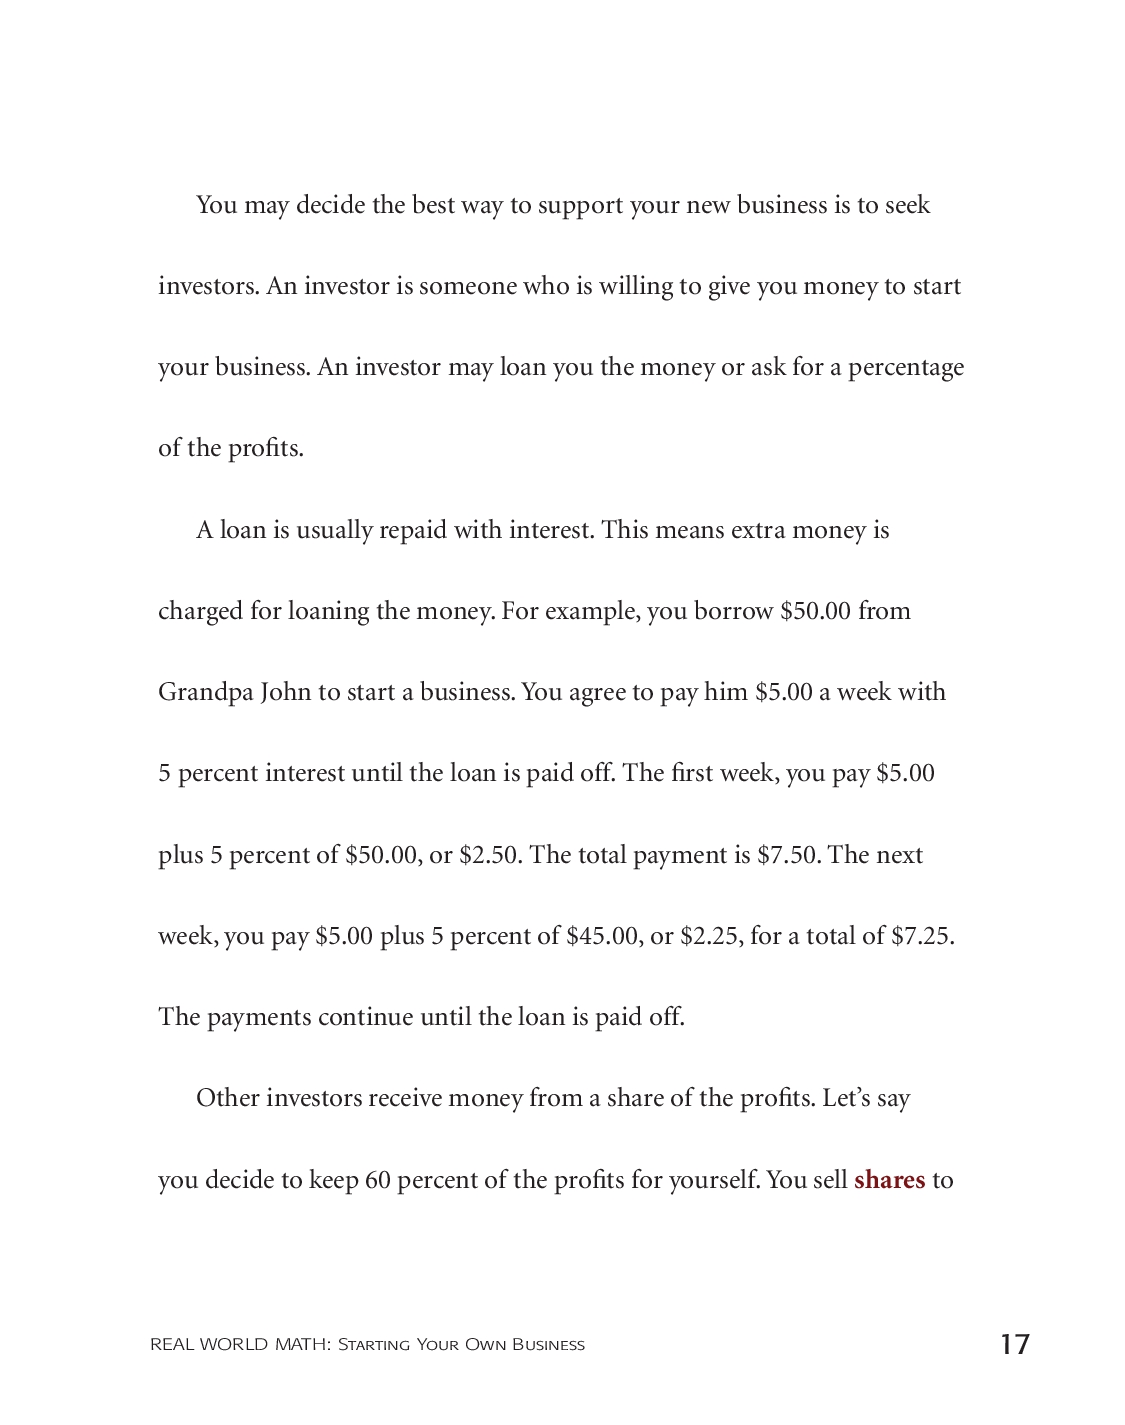 You may decide the best way to support your new business is to seek
investors. An investor is someone who is willing to give you money to start
your business. An investor may loan you the money or ask for a percentage
of the profits.
A loan is usually repaid with interest. This means extra money is
charged for loaning the money. For example, you borrow $50.00 from
Grandpa John to start a business. You agree to pay him $5.00 a week with
5 percent interest until the loan is paid off. The first week, you pay $5.00
plus 5 percent of $50.00, or $2.50. The total payment is $7.50. The next
week, you pay $5.00 plus 5 percent of $45.00, or $2.25, for a total of $7.25.
The payments continue until the loan is paid off.
Other investors receive money from a share of the profits. Let’s say
you decide to keep 60 percent of the profits for yourself. You sell shares to
REAL WORLD MATH: Starting Your Own Business 17